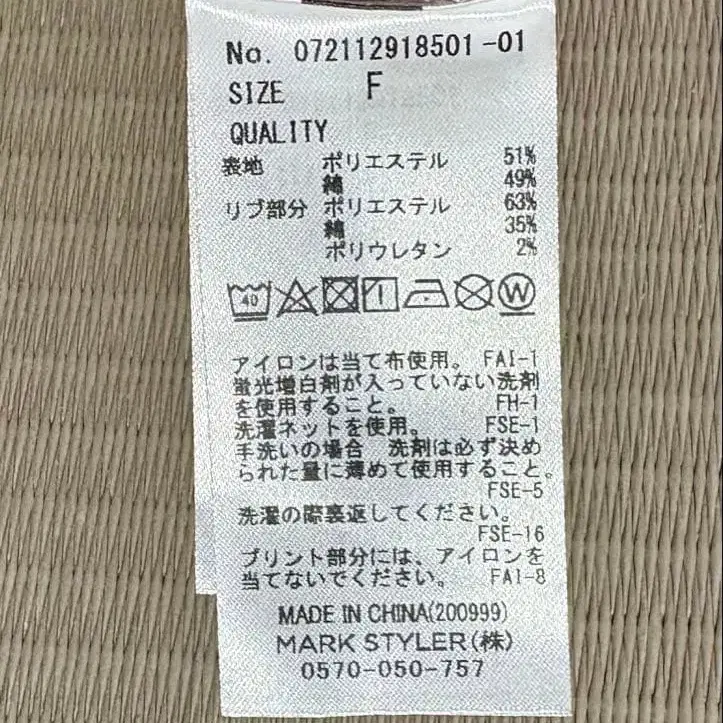 No. 072112918501-01
SIZE F
QUALITY
表地 ポリエステル 51%
綿 49%
リブ部分 ポリエステル 63%
綿 35%
ポリウレタン 2%
40 W
アイロンは当て布使用。 FAI-1
蛍光増白剤が入っていない洗剤
を使用すること。 FH-1
洗濯ネットを使用。 FSE-1
手洗いの場合 洗剤は必ず決め
られた量に薄めて使用すること。
FSE-5
洗濯の際裏返してください。
FSE-16
プリント部分には、アイロンを
当てないでください。 FAI-8
MADE IN CHINA(200999)
MARK STYLER(株)
0570-050-757